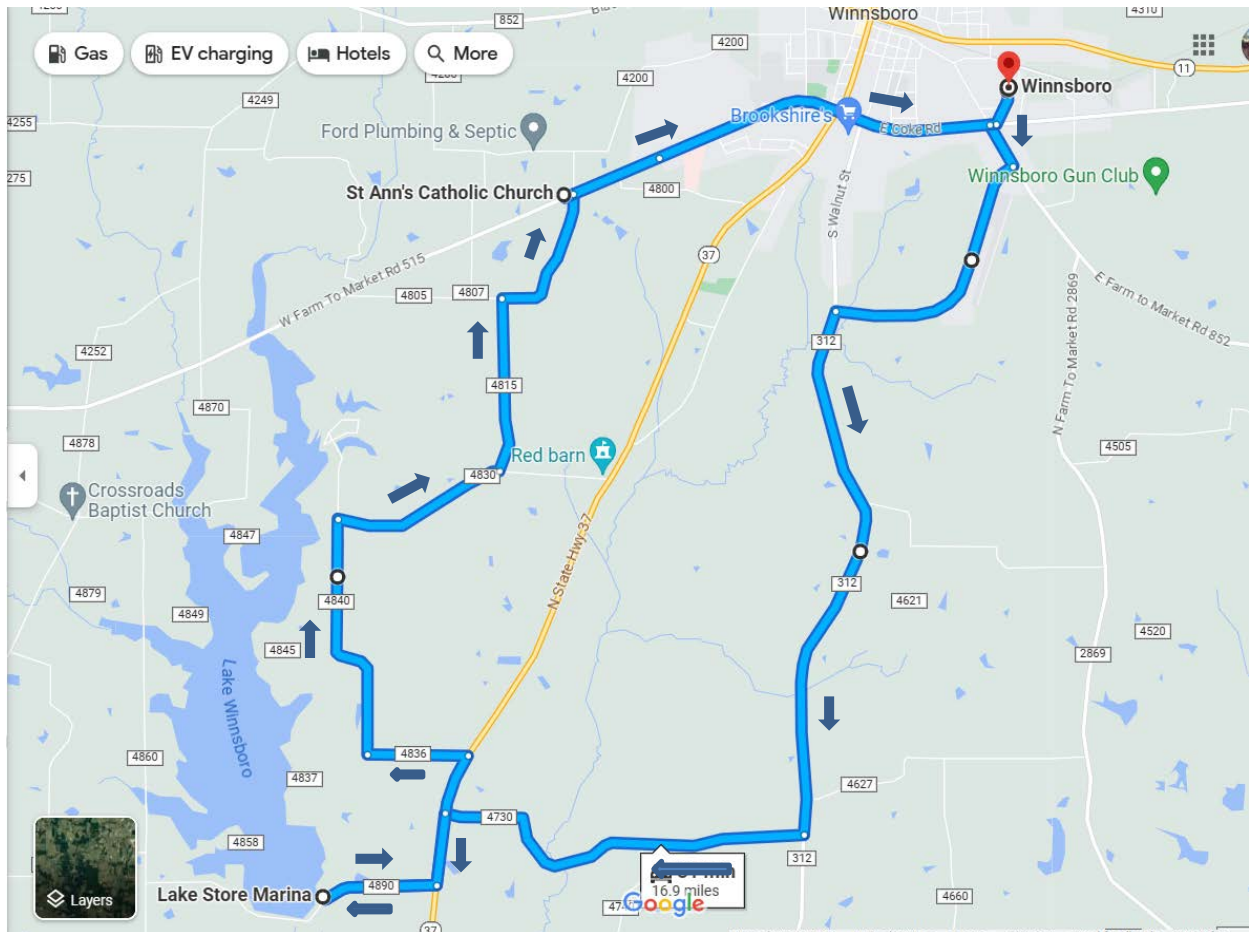 Winnsboro
852
4310
Gas
EV charging
Hotels
More
4200
11
4200
4249
4255
Ford Plumbing & Septic
Brookshire's
E Coke Rd
Winnsboro
275
St Ann's Catholic Church
4800
S Walnut St
Winnsboro Gun Club
W Farm To Market Rd 515
4805
4807
37
N Farm To Market Rd 2869
E Farm to Market Rd 852
4252
312
4815
4870
4878
Red barn
4830
4505
Crossroads
Baptist Church
4847
N State Hwy 37
4879
4849
4840
312
4621
4845
4520
2869
Lake Winnsboro
4860
4836
4837
4627
4730
4858
312
16.9 miles
Layers
Lake Store Marina
4890
Google
4660
37